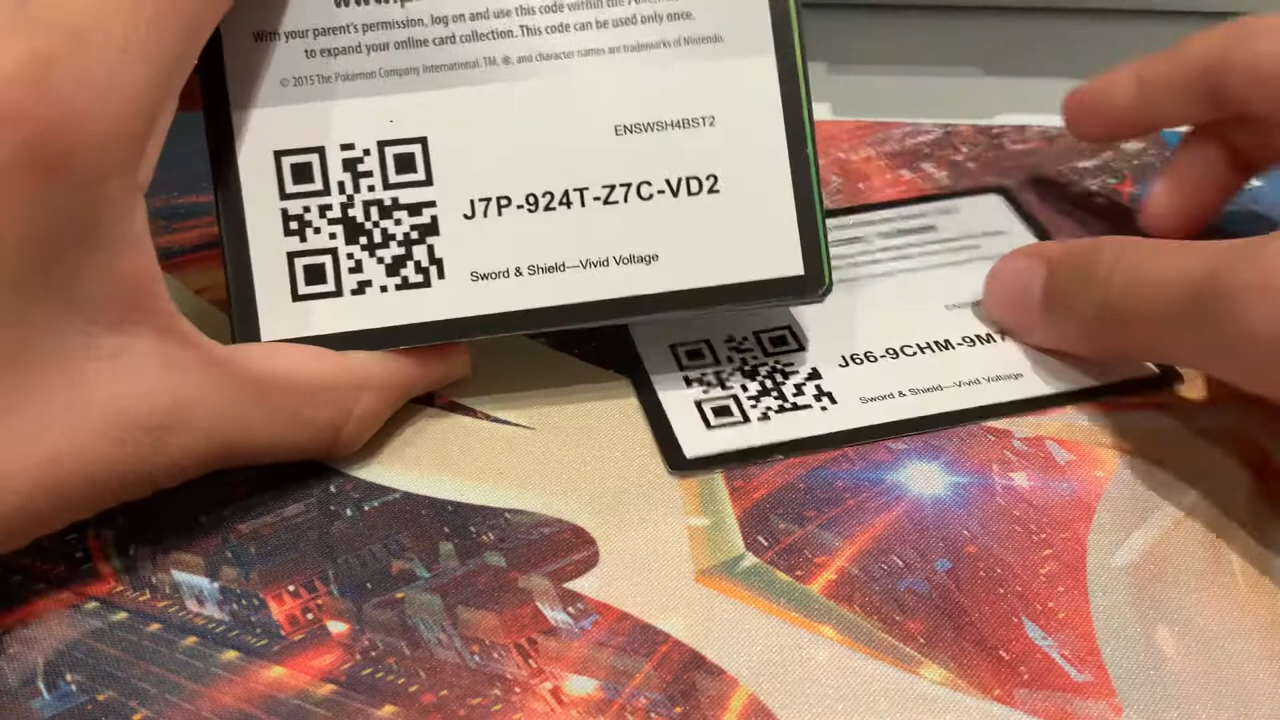 With your parent's permission, log on and use this code within the
to expand your online card collection. This code can be used only once.
© 2015 The Pokémon Company International. TM, ®, and character names are trademarks of Nintendo.
ENSWSH4BST2
J7P-924T-Z7C-VD2
Sword & Shield—Vivid Voltage
J66-9CHM-9M
Sword & Shield—Vivid Voltage